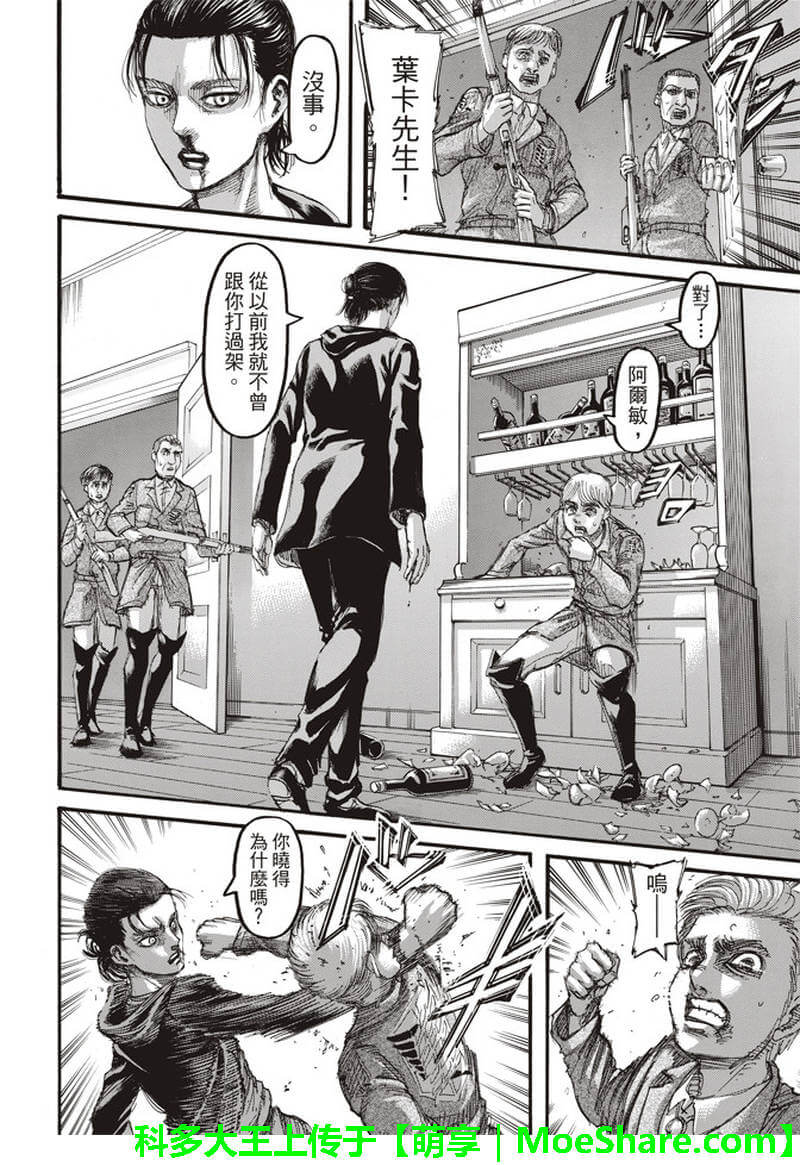 葉卡先生！
沒事。
對了…
阿爾敏，
從以前我就不曾
跟你打過架。
嗚——
你曉得
為什麼嗎？
科多大王上传于【萌享 | MoeShare.com】